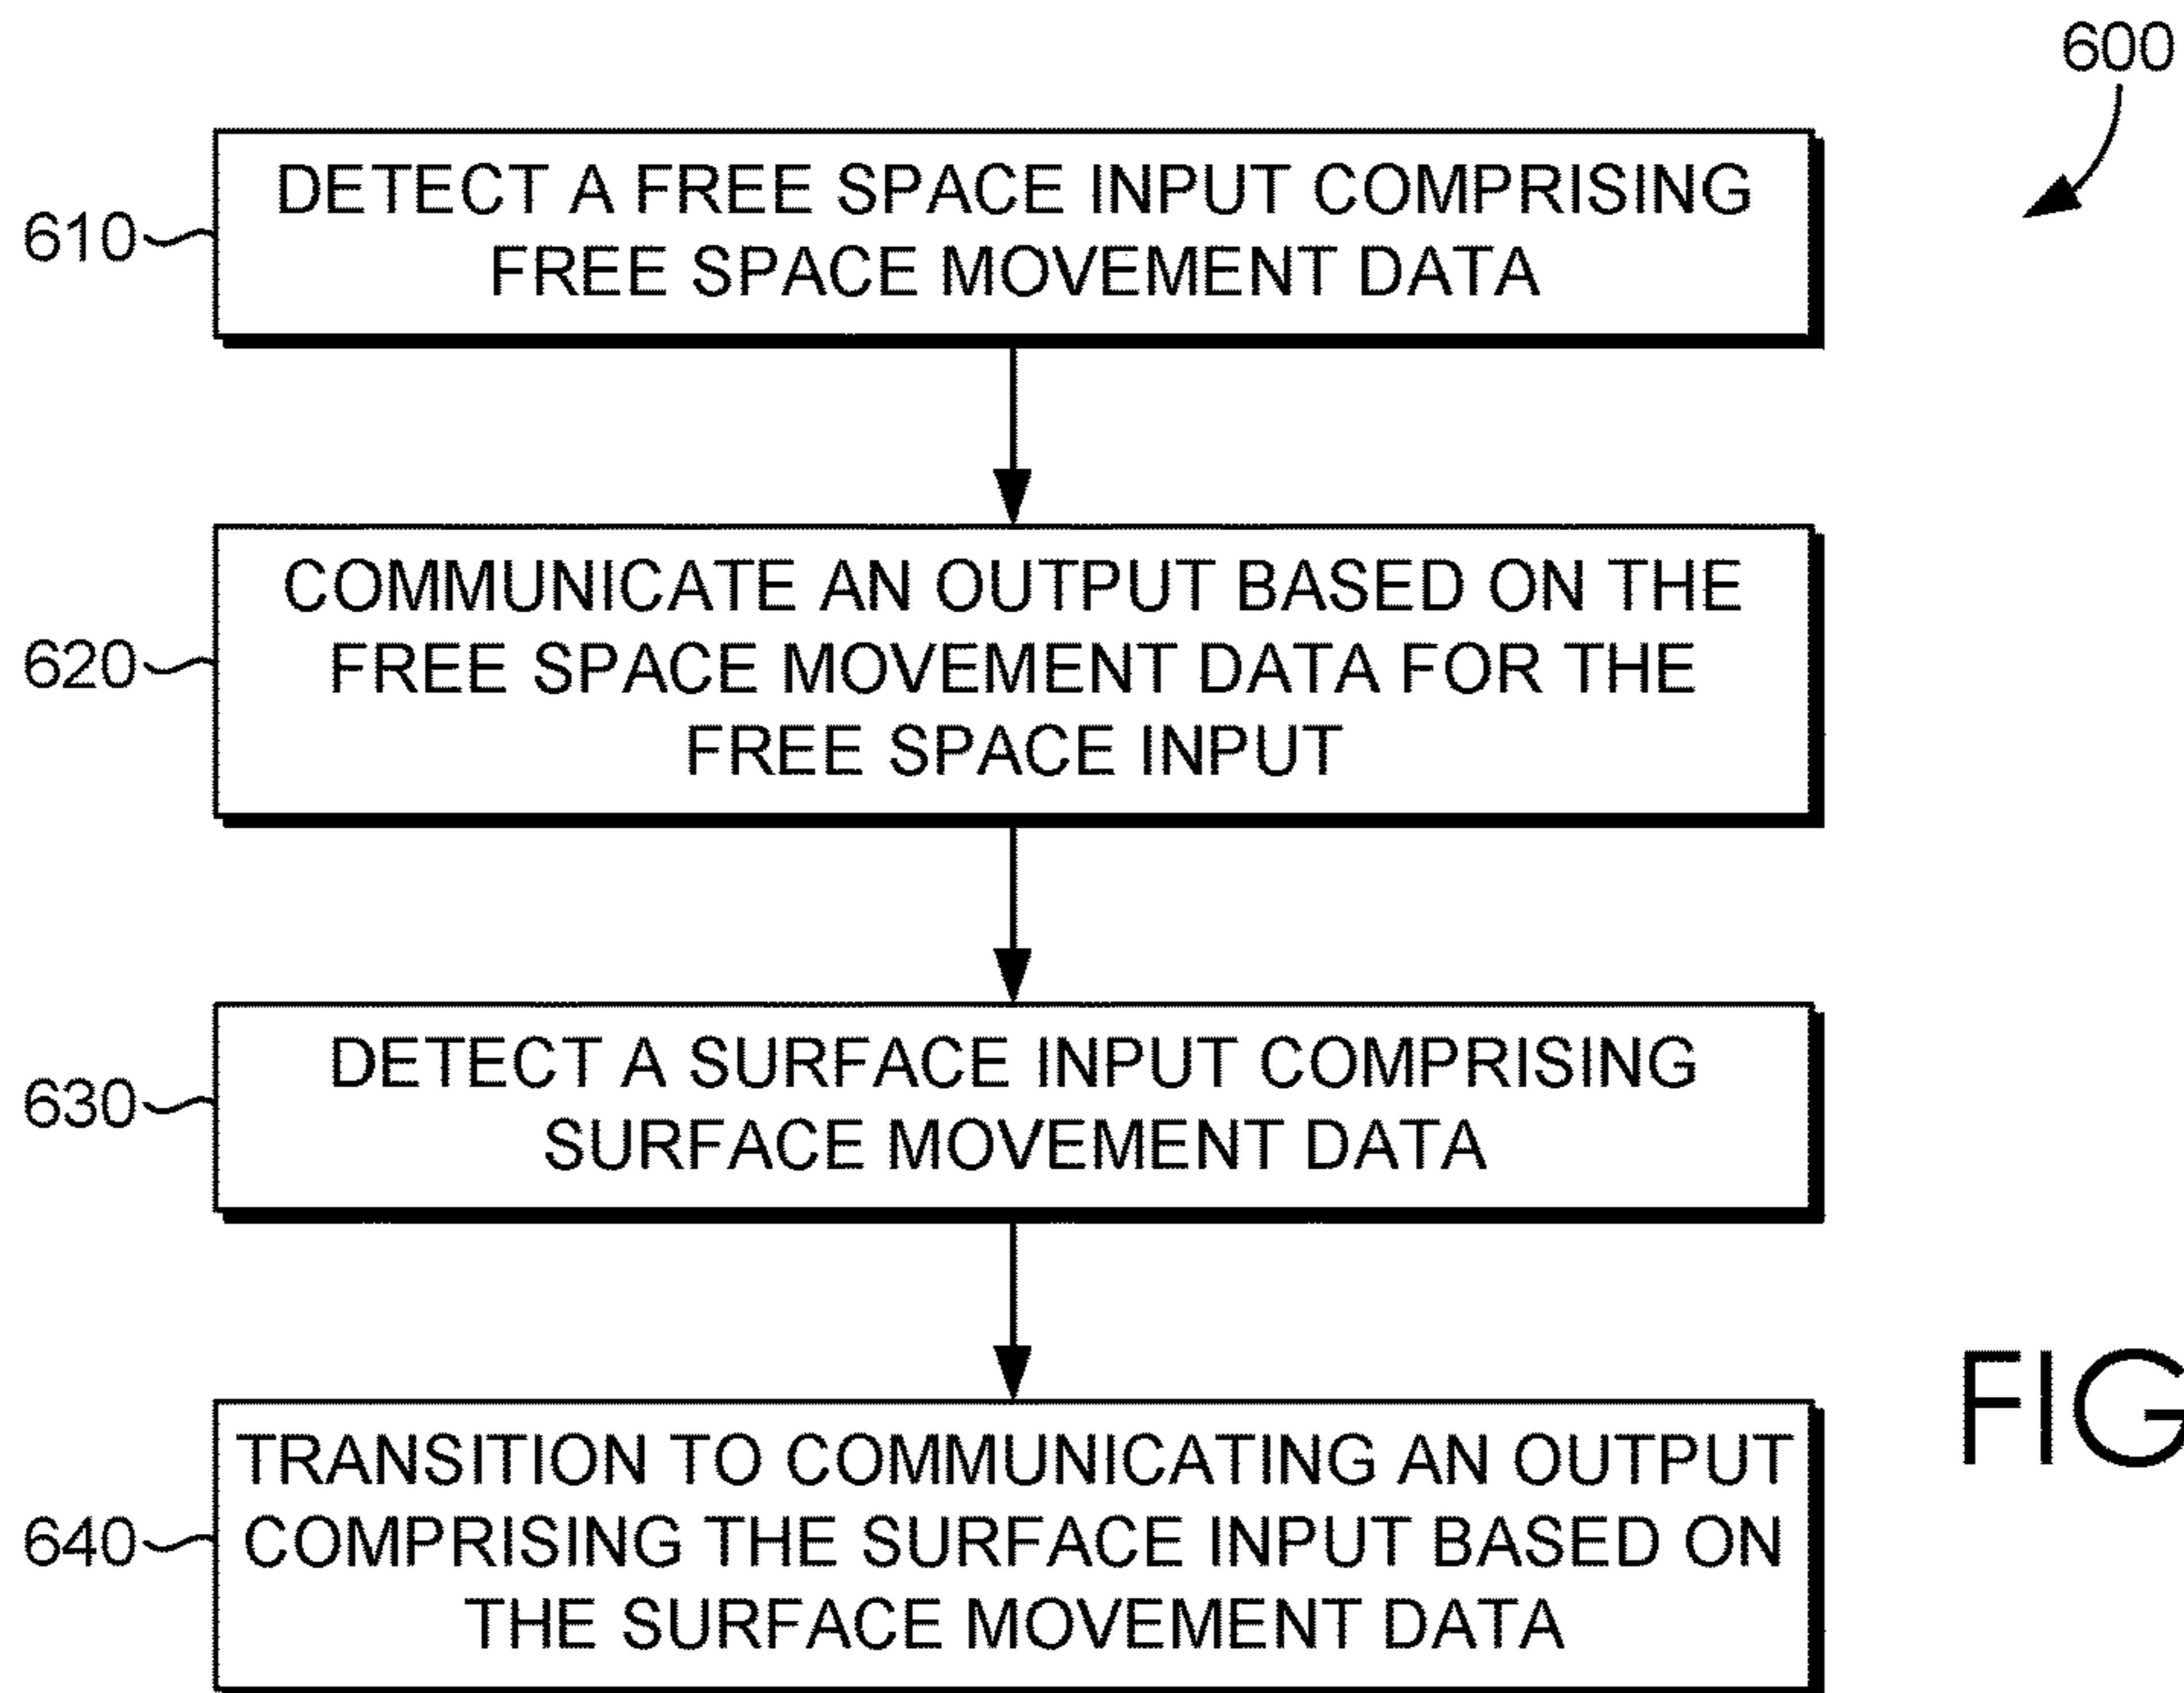 600
610
DETECT A FREE SPACE INPUT COMPRISING
FREE SPACE MOVEMENT DATA
620
COMMUNICATE AN OUTPUT BASED ON THE
FREE SPACE MOVEMENT DATA FOR THE
FREE SPACE INPUT
630
DETECT A SURFACE INPUT COMPRISING
SURFACE MOVEMENT DATA
640
TRANSITION TO COMMUNICATING AN OUTPUT
COMPRISING THE SURFACE INPUT BASED ON
THE SURFACE MOVEMENT DATA
FIG